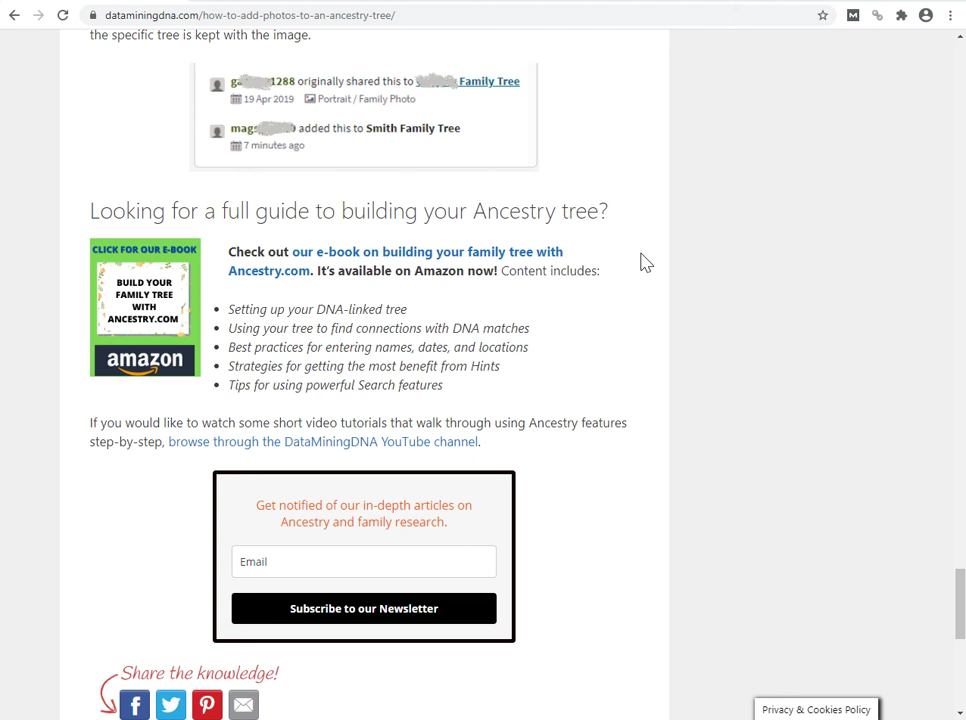 dataminingdna.com/how-to-add-photos-to-an-ancestry-tree/
the specific tree is kept with the image.
1288 originally shared this to Family Tree
19 Apr 2019 Portrait / Family Photo
mags added this to Smith Family Tree
7 minutes ago
Looking for a full guide to building your Ancestry tree?
CLICK FOR OUR E-BOOK
BUILD YOUR
FAMILY TREE
WITH
ANCESTRY.COM
amazon
Check out our e-book on building your family tree with
Ancestry.com. It’s available on Amazon now! Content includes:
• Setting up your DNA-linked tree
• Using your tree to find connections with DNA matches
• Best practices for entering names, dates, and locations
• Strategies for getting the most benefit from Hints
• Tips for using powerful Search features
If you would like to watch some short video tutorials that walk through using Ancestry features
step-by-step, browse through the DataMiningDNA YouTube channel.
Get notified of our in-depth articles on
Ancestry and family research.
Email
Subscribe to our Newsletter
Share the knowledge!
Privacy & Cookies Policy